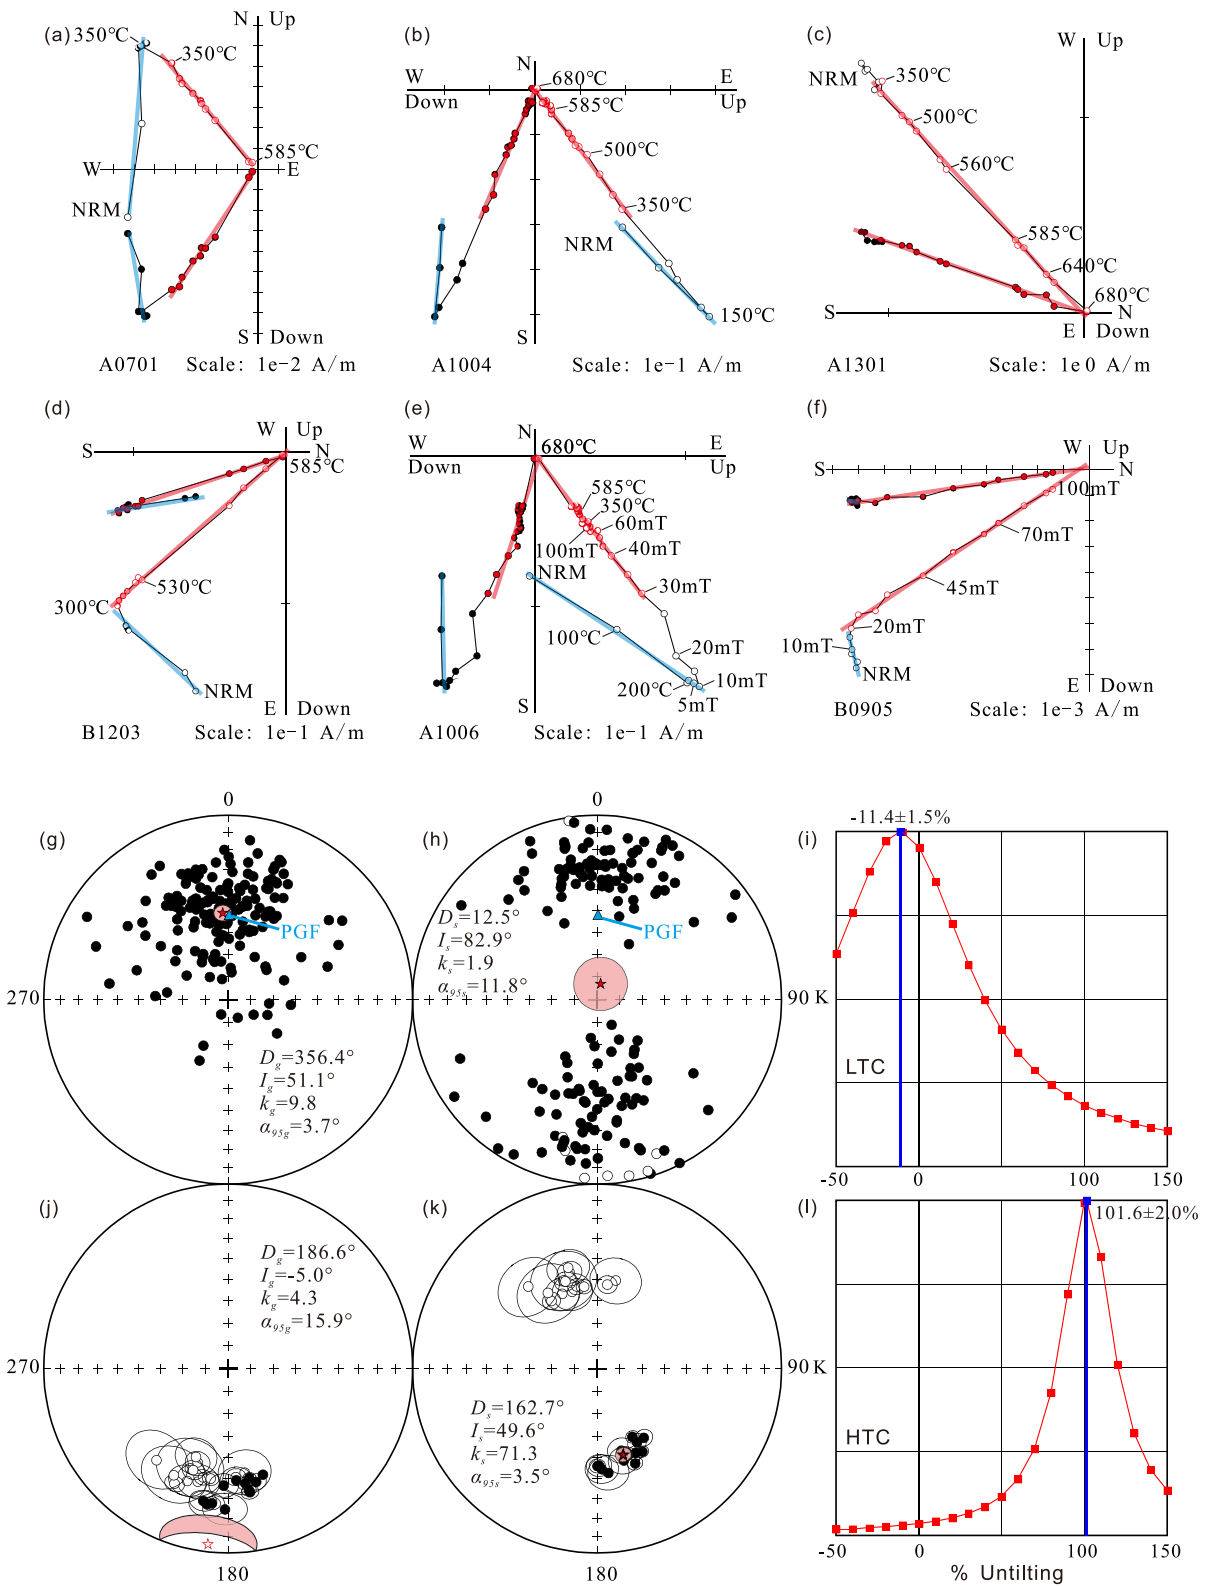 (a)
N
Up
350℃
350℃
585℃
W
E
NRM
S
Down
A0701
Scale: 1e-2 A/m
(b)
N
W
Down
680℃
E
Up
585℃
500℃
350℃
NRM
150℃
S
A1004
Scale: 1e-1 A/m
(c)
W
Up
NRM
350℃
500℃
560℃
585℃
640℃
680℃
S
N
E
Down
A1301
Scale: 1e0 A/m
(d)
W
Up
S
N
585℃
530℃
300℃
NRM
E
Down
B1203
Scale: 1e-1 A/m
(e)
N
W
Down
680℃
E
Up
585℃
350℃
60mT
100mT
40mT
NRM
30mT
100℃
20mT
200℃
10mT
5mT
S
A1006
Scale: 1e-1 A/m
(f)
W
Up
S
N
100mT
70mT
45mT
20mT
10mT
NRM
E
Down
B0905
Scale: 1e-3 A/m
(g)
0
PGF
270
Dg=356.4°
Ig=51.1°
kg=9.8
α95g=3.7°
(h)
0
Ds=12.5°
Is=82.9°
ks=1.9
α95s=11.8°
PGF
90
(i)
-11.4±1.5%
K
LTC
-50
0
100
150
(j)
Dg=186.6°
Ig=-5.0°
kg=4.3
α95g=15.9°
270
180
(k)
90
Ds=162.7°
Is=49.6°
ks=71.3
α95s=3.5°
180
(l)
101.6±2.0%
K
HTC
-50
0
100
150
% Untilting